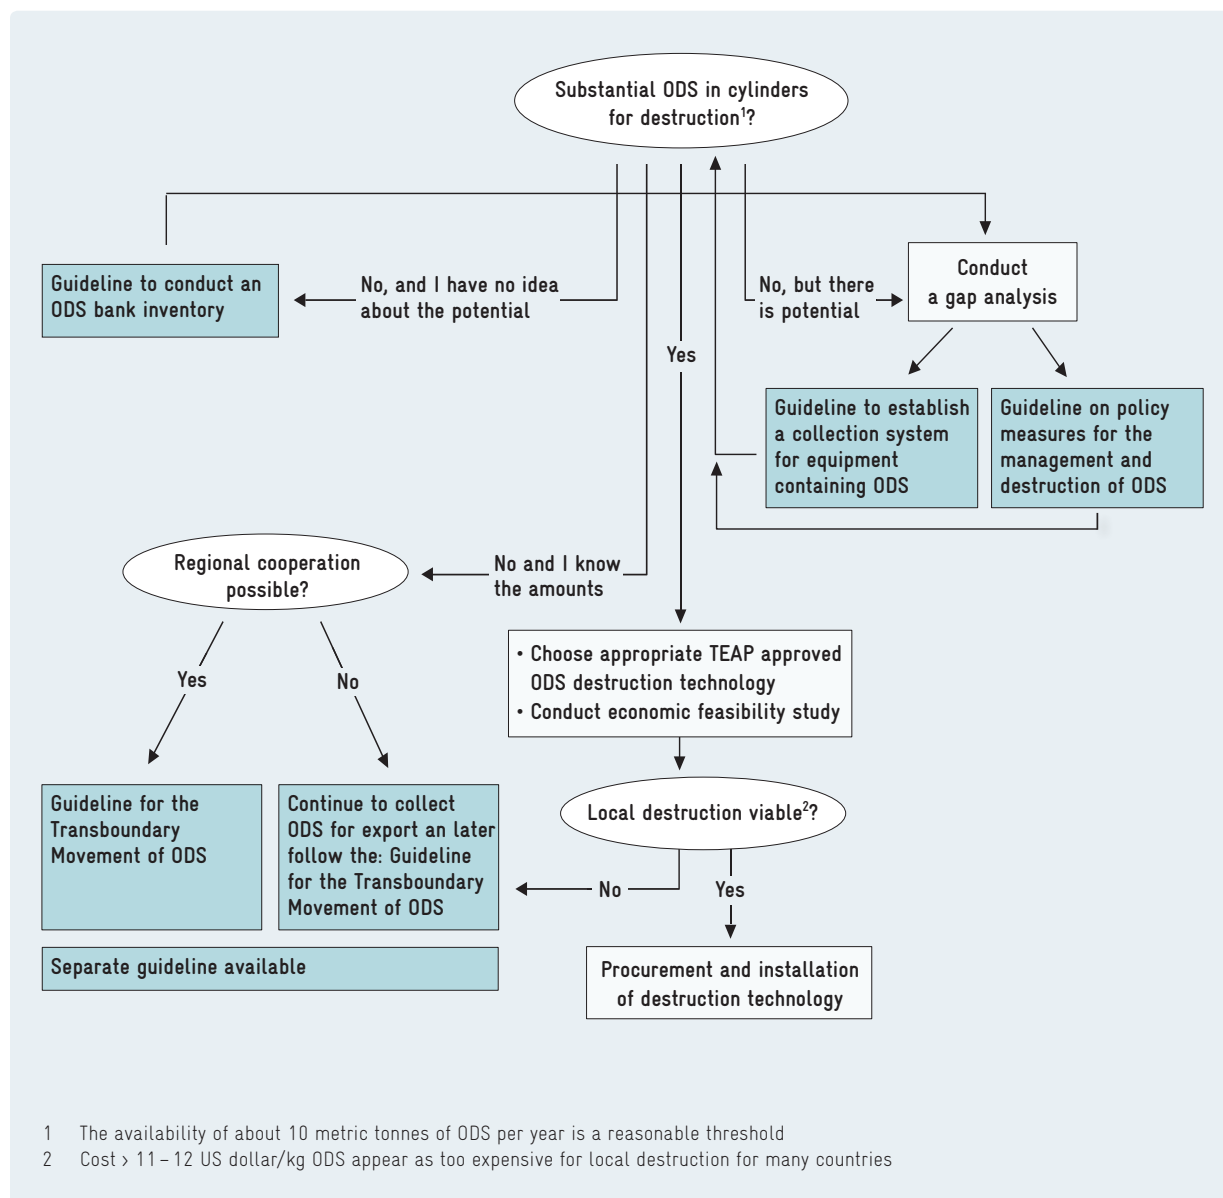 Substantial ODS in cylinders
for destruction¹?
Guideline to conduct an
ODS bank inventory
No, and I have no idea
about the potential
No, but there
is potential
Conduct
a gap analysis
Yes
Guideline to establish
a collection system
for equipment
containing ODS
Guideline on policy
measures for the
management and
destruction of ODS
Regional cooperation
possible?
No and I know
the amounts
Yes
No
• Choose appropriate TEAP approved
ODS destruction technology
• Conduct economic feasibility study
Guideline for the
Transboundary
Movement of ODS
Continue to collect
ODS for export an later
follow the: Guideline
for the Transboundary
Movement of ODS
Local destruction viable²?
No
Yes
Separate guideline available
Procurement and installation
of destruction technology
1 The availability of about 10 metric tonnes of ODS per year is a reasonable threshold
2 Cost > 11 – 12 US dollar/kg ODS appear as too expensive for local destruction for many countries